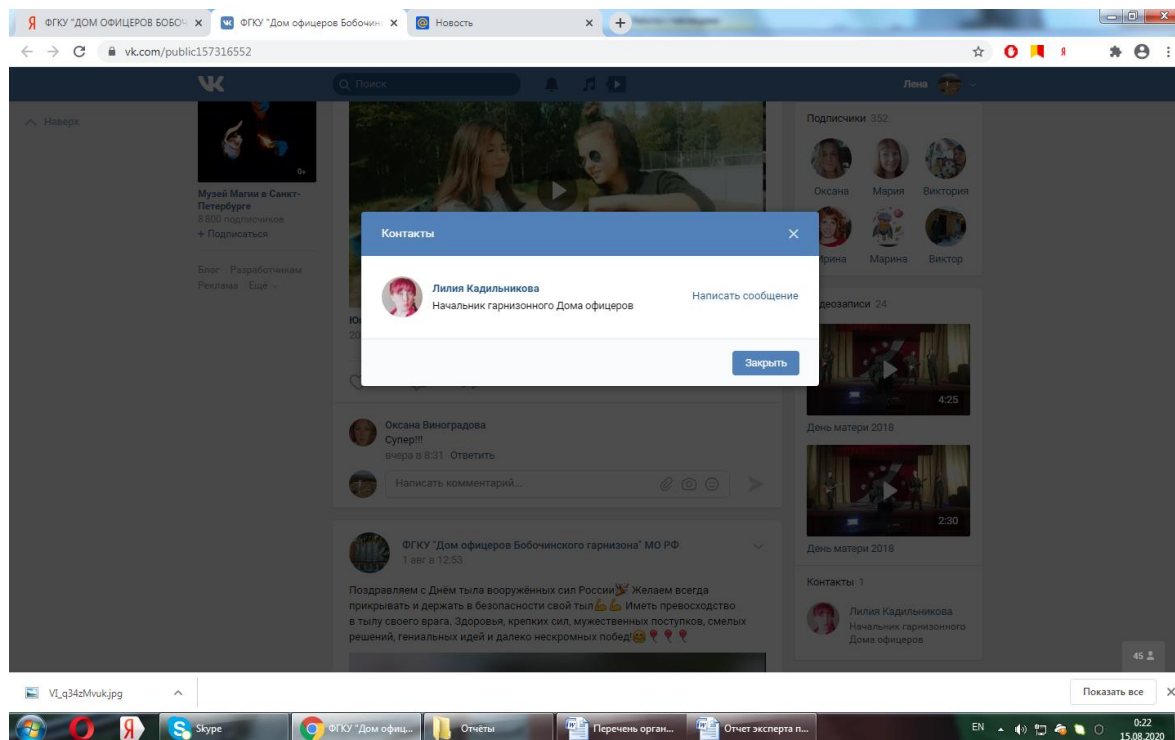 ФГКУ "ДОМ ОФИЦЕРОВ БОБОЧ
ФГКУ "Дом офицеров Бобочин
Новость
vk.com/public157316552
Поиск
Лена
Наверх
0+
Музей Магии в Санкт-
Петербурге
8 800 подписчиков
+ Подписаться
Блог Разработчикам
Реклама Ещё
Контакты
Лилия Кадильникова
Начальник гарнизонного Дома офицеров
Написать сообщение
Закрыть
20
Оксана Виноградова
Супер!!!
вчера в 8:31 Ответить
Написать комментарий...
ФГКУ "Дом офицеров Бобочинского гарнизона" МО РФ
1 авг в 12:53
Поздравляем с Днём тыла вооружённых сил России🎉 Желаем всегда
прикрывать и держать в безопасности свой тыл💪💪 Иметь превосходство
в тылу своего врага. Здоровья, крепких сил, мужественных поступков, смелых
решений, гениальных идей и далеко нескромных побед!😊🎈🎈🎈
Подписчики 352
Оксана Мария Виктория
Ирина Марина Виктор
деозаписи 24
4:25
День матери 2018
2:30
День матери 2018
Контакты 1
Лилия Кадильникова
Начальник гарнизонного
Дома офицеров
45
VI_q34zMvuk.jpg
Показать все
Skype
ФГКУ "Дом офиц...
Отчёты
Перечень орган...
Отчет эксперта п...
EN
0:22
15.08.2020